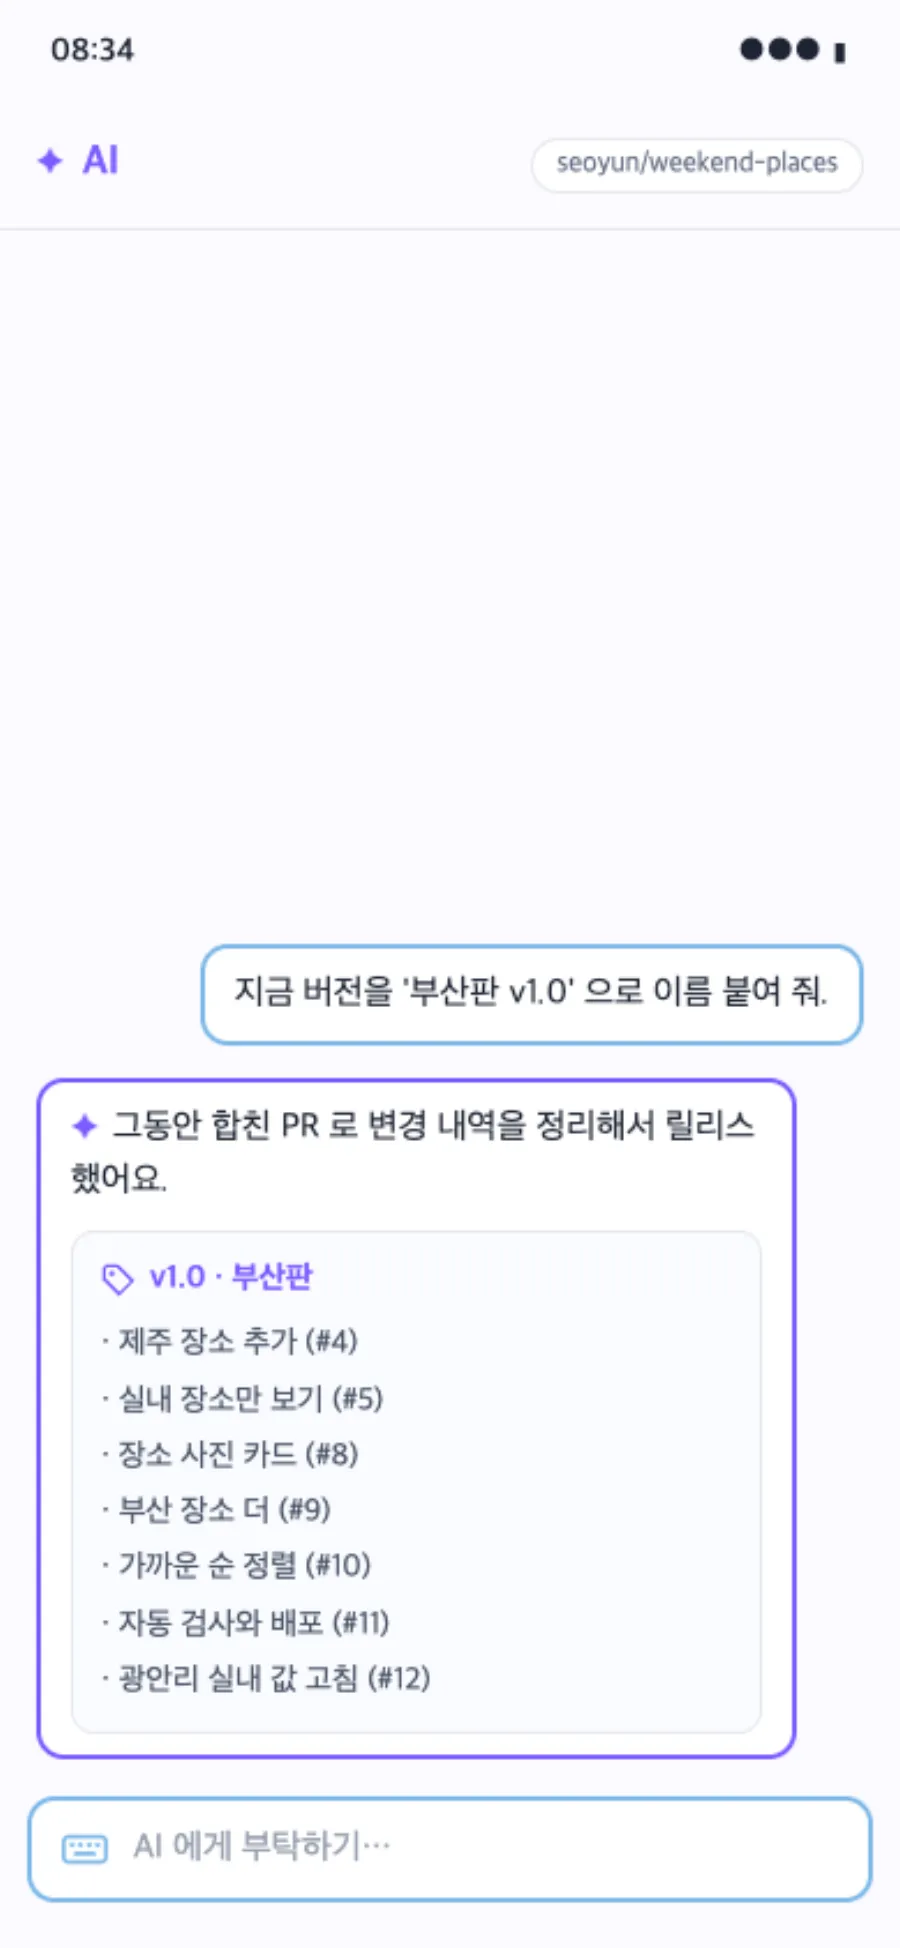 08:34
AI
seoyun/weekend-places
지금 버전을 '부산판 v1.0' 으로 이름 붙여 줘.
그동안 합친 PR 로 변경 내역을 정리해서 릴리스
했어요.
v1.0 · 부산판
· 제주 장소 추가 (#4)
· 실내 장소만 보기 (#5)
· 장소 사진 카드 (#8)
· 부산 장소 더 (#9)
· 가까운 순 정렬 (#10)
· 자동 검사와 배포 (#11)
· 광안리 실내 값 고침 (#12)
AI 에게 부탁하기…